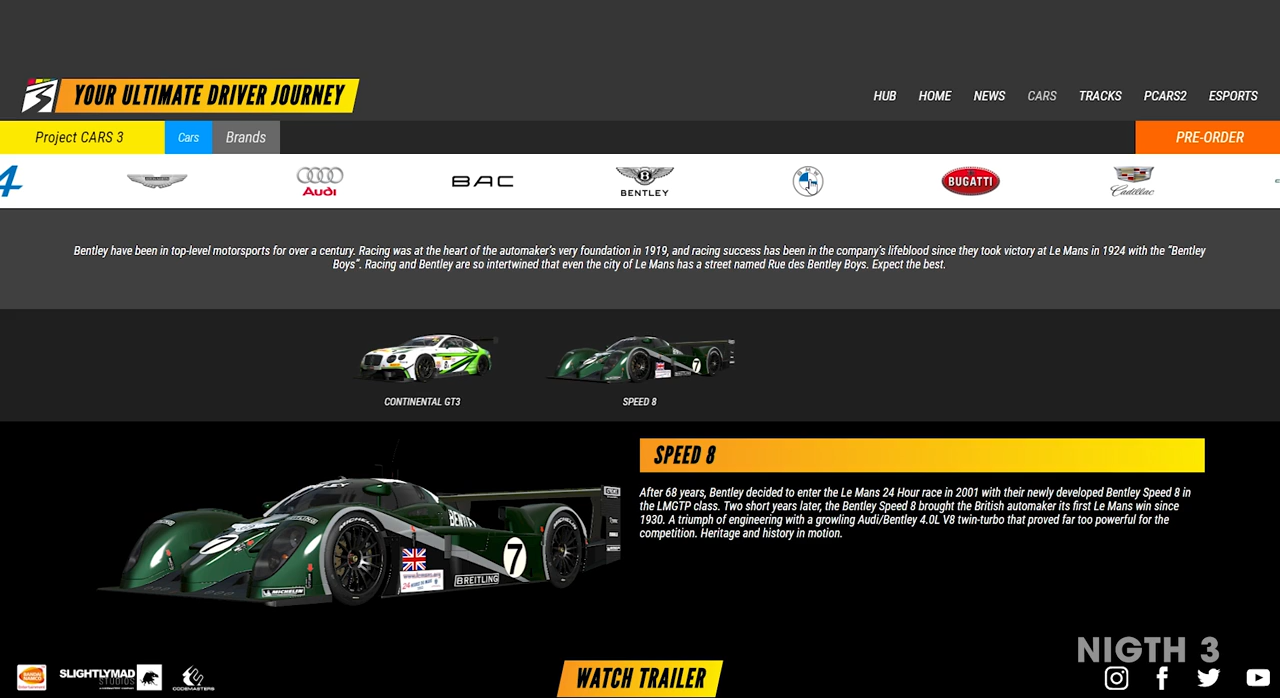 YOUR ULTIMATE DRIVER JOURNEY
HUB HOME NEWS CARS TRACKS PCARS2 ESPORTS
Project CARS 3 Cars Brands PRE-ORDER
4 Audi BAC BENTLEY BUGATTI Cadillac
Bentley have been in top-level motorsports for over a century. Racing was at the heart of the automaker's very foundation in 1919, and racing success has been in the company's lifeblood since they took victory at Le Mans in 1924 with the “Bentley
Boys”. Racing and Bentley are so intertwined that even the city of Le Mans has a street named Rue des Bentley Boys. Expect the best.
CONTINENTAL GT3 SPEED 8
SPEED 8
After 68 years, Bentley decided to enter the Le Mans 24 Hour race in 2001 with their newly developed Bentley Speed 8 in
the LMGTP class. Two short years later, the Bentley Speed 8 brought the British automaker its first Le Mans win since
1930. A triumph of engineering with a growling Audi/Bentley 4.0L V8 twin-turbo that proved far too powerful for the
competition. Heritage and history in motion.
7
7
BREITLING
MICHELIN
NIGTH 3
SLIGHTLYMAD
STUDIOS
CODEMASTERS
WATCH TRAILER